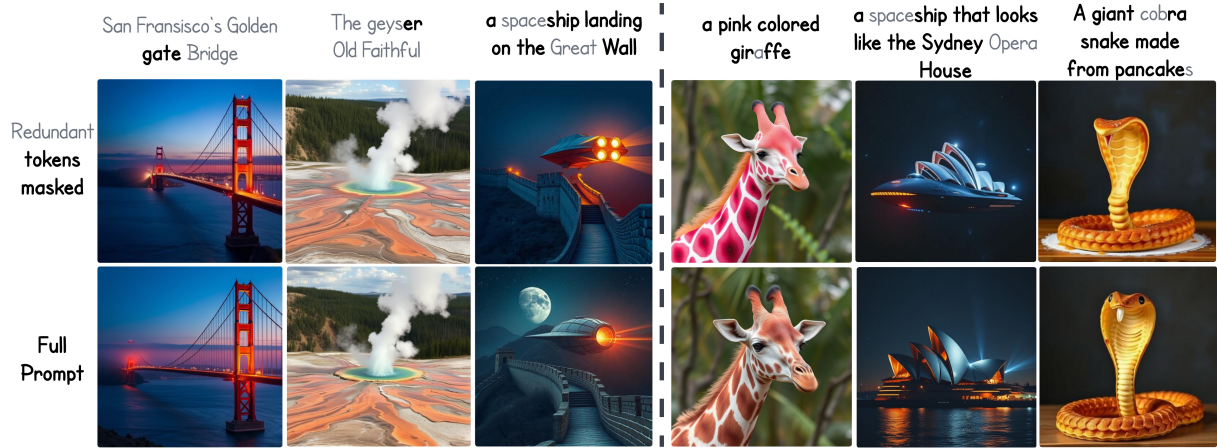 San Fransisco's Golden
gate Bridge
The geyser
Old Faithful
a spaceship landing
on the Great Wall
a pink colored
giraffe
a spaceship that looks
like the Sydney Opera
House
A giant cobra
snake made
from pancakes
Redundant
tokens
masked
Full
Prompt